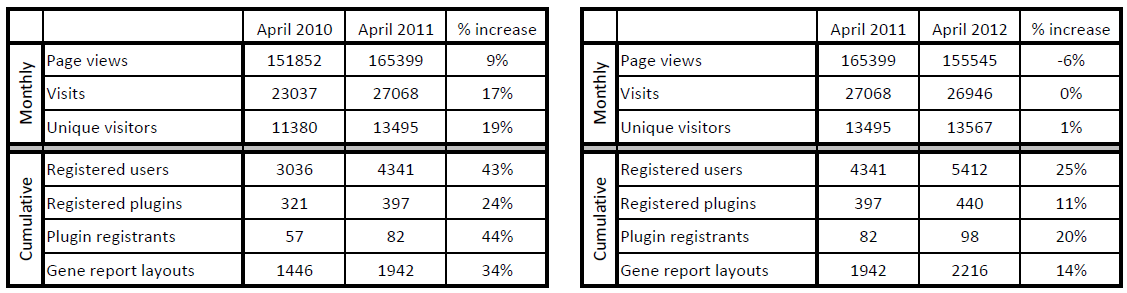 April 2010 April 2011 % increase
Monthly
Page views 151852 165399 9%
Visits 23037 27068 17%
Unique visitors 11380 13495 19%
Cumulative
Registered users 3036 4341 43%
Registered plugins 321 397 24%
Plugin registrants 57 82 44%
Gene report layouts 1446 1942 34%
April 2011 April 2012 % increase
Monthly
Page views 165399 155545 -6%
Visits 27068 26946 0%
Unique visitors 13495 13567 1%
Cumulative
Registered users 4341 5412 25%
Registered plugins 397 440 11%
Plugin registrants 82 98 20%
Gene report layouts 1942 2216 14%